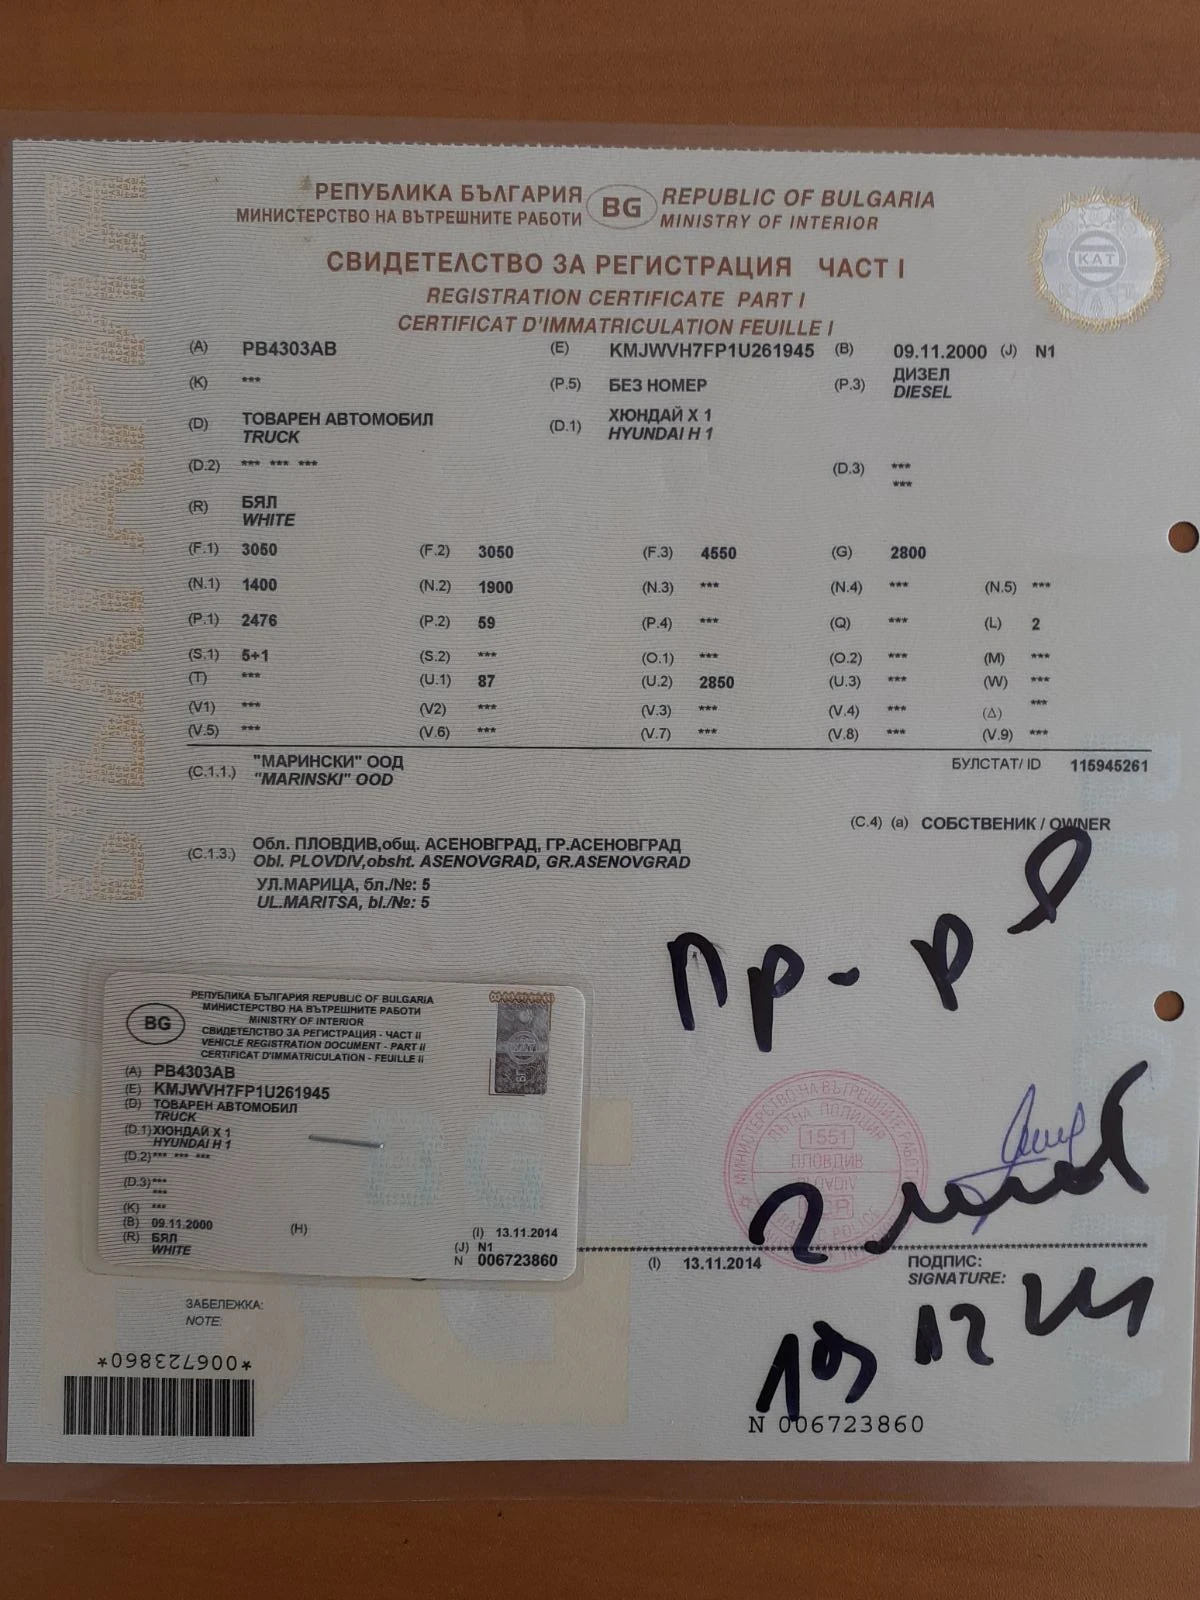 РЕПУБЛИКА БЪЛГАРИЯ BG REPUBLIC OF BULGARIA
МИНИСТЕРСТВО НА ВЪТРЕШНИТЕ РАБОТИ MINISTRY OF INTERIOR
КАТ
СВИДЕТЕЛСТВО ЗА РЕГИСТРАЦИЯ ЧАСТ I
REGISTRATION CERTIFICATE PART I
CERTIFICAT D'IMMATRICULATION FEUILLE I
(A) PB4303AB (E) KMJWVH7FP1U261945 (B) 09.11.2000 (J) N1
(K) *** (P.5) БЕЗ НОМЕР (P.3) ДИЗЕЛ
DIESEL
(D) ТОВАРЕН АВТОМОБИЛ (D.1) ХЮНДАЙ Х 1
TRUCK HYUNDAI H 1
(D.2) *** *** *** (D.3) ***
***
(R) БЯЛ
WHITE
(F.1) 3050 (F.2) 3050 (F.3) 4550 (G) 2800
(N.1) 1400 (N.2) 1900 (N.3) *** (N.4) *** (N.5) ***
(P.1) 2476 (P.2) 59 (P.4) *** (Q) *** (L) 2
(S.1) 5+1 (S.2) *** (O.1) *** (O.2) *** (M) ***
(T) *** (U.1) 87 (U.2) 2850 (U.3) *** (W) ***
(V1) *** (V2) *** (V.3) *** (V.4) *** (Δ) ***
(V.5) *** (V.6) *** (V.7) *** (V.8) *** (V.9) ***
(C.1.1.) "МАРИНСКИ" ООД БУЛСТАТ/ ID 115945261
"MARINSKI" OOD
(C.4) (a) СОБСТВЕНИК / OWNER
(C.1.3.) Обл. ПЛОВДИВ,общ. АСЕНОВГРАД, ГР.АСЕНОВГРАД
Obl. PLOVDIV,obsht. ASENOVGRAD, GR.ASENOVGRAD
УЛ.МАРИЦА, бл./№: 5
UL.MARITSA, bl./№: 5
Пр-р
BG
РЕПУБЛИКА БЪЛГАРИЯ REPUBLIC OF BULGARIA
МИНИСТЕРСТВО НА ВЪТРЕШНИТЕ РАБОТИ
MINISTRY OF INTERIOR
СВИДЕТЕЛСТВО ЗА РЕГИСТРАЦИЯ - ЧАСТ II
VEHICLE REGISTRATION DOCUMENT - PART II
CERTIFICAT D'IMMATRICULATION - FEUILLE II
(A) PB4303AB
(E) KMJWVH7FP1U261945
(D) ТОВАРЕН АВТОМОБИЛ
TRUCK
(D.1) ХЮНДАЙ Х 1
HYUNDAI H 1
(D.2) *** *** ***
(D.3) ***
***
(K) ***
(B) 09.11.2000 (H) (I) 13.11.2014
(R) БЯЛ (J) N1
WHITE N 006723860
МИНИСТЕРСТВО НА ВЪТРЕШНИТЕ РАБОТИ
ПЪТНА ПОЛИЦИЯ
1551
ПЛОВДИВ
PLOVDIV
(I) 13.11.2014 ПОДПИС:
SIGNATURE:
ЗАБЕЛЕЖКА:
NOTE:
*006723860*
N 006723860